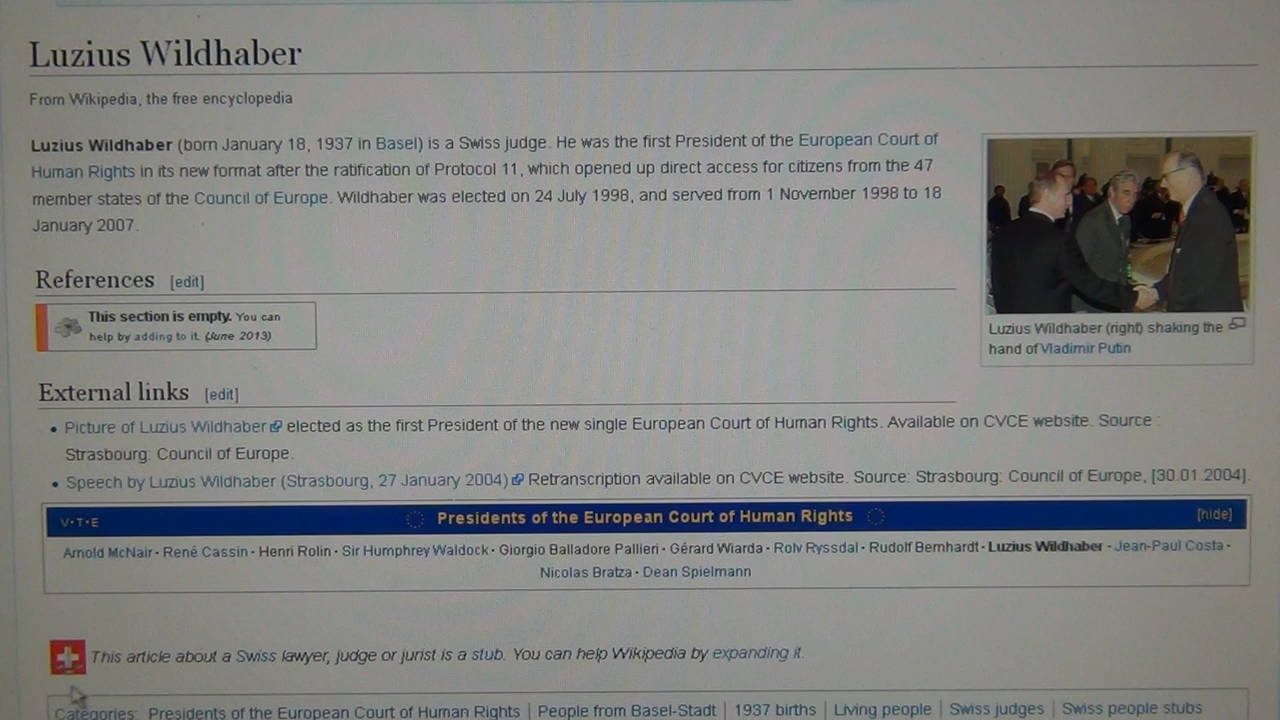 Luzius Wildhaber
From Wikipedia, the free encyclopedia
Luzius Wildhaber (born January 18, 1937 in Basel) is a Swiss judge. He was the first President of the European Court of
Human Rights in its new format after the ratification of Protocol 11, which opened up direct access for citizens from the 47
member states of the Council of Europe. Wildhaber was elected on 24 July 1998, and served from 1 November 1998 to 18
January 2007.
Luzius Wildhaber (right) shaking the
hand of Vladimir Putin
References [edit]
This section is empty. You can
help by adding to it. (June 2013)
External links [edit]
• Picture of Luzius Wildhaber elected as the first President of the new single European Court of Human Rights. Available on CVCE website. Source :
Strasbourg: Council of Europe.
• Speech by Luzius Wildhaber (Strasbourg, 27 January 2004) Retranscription available on CVCE website. Source: Strasbourg: Council of Europe, [30.01.2004].
V·T·E Presidents of the European Court of Human Rights [hide]
Arnold McNair · René Cassin · Henri Rolin · Sir Humphrey Waldock · Giorgio Balladore Pallieri · Gérard Wiarda · Rolv Ryssdal · Rudolf Bernhardt · Luzius Wildhaber · Jean-Paul Costa ·
Nicolas Bratza · Dean Spielmann
This article about a Swiss lawyer, judge or jurist is a stub. You can help Wikipedia by expanding it.
Categories: Presidents of the European Court of Human Rights | People from Basel-Stadt | 1937 births | Living people | Swiss judges | Swiss people stubs